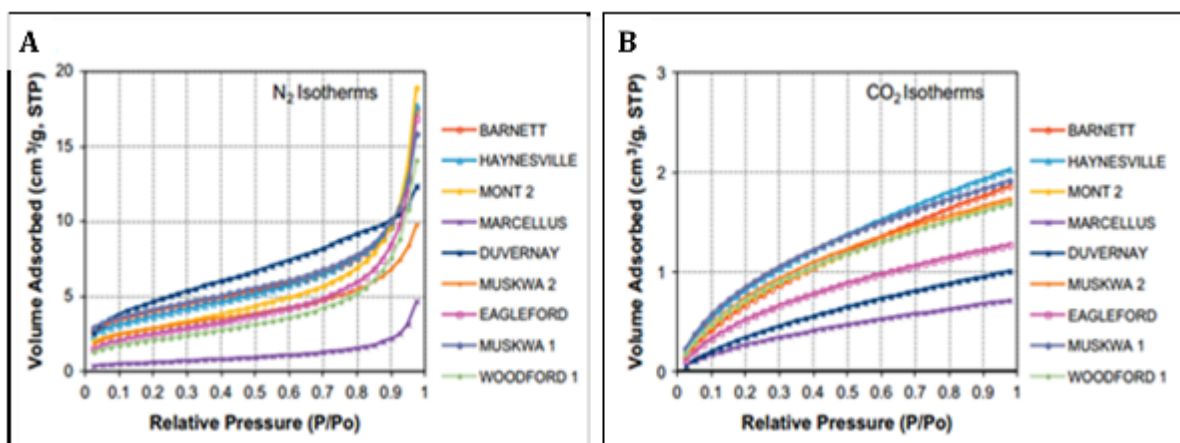 A
N₂ Isotherms
Volume Adsorbed (cm³/g, STP)
20
15
10
5
0
0 0.1 0.2 0.3 0.4 0.5 0.6 0.7 0.8 0.9 1
Relative Pressure (P/Po)
BARNETT
HAYNESVILLE
MONT 2
MARCELLUS
DUVERNAY
MUSKWA 2
EAGLEFORD
MUSKWA 1
WOODFORD 1
B
CO₂ Isotherms
Volume Adsorbed (cm³/g, STP)
3
2
1
0
0 0.1 0.2 0.3 0.4 0.5 0.6 0.7 0.8 0.9 1
Relative Pressure (P/Po)
BARNETT
HAYNESVILLE
MONT 2
MARCELLUS
DUVERNAY
MUSKWA 2
EAGLEFORD
MUSKWA 1
WOODFORD 1